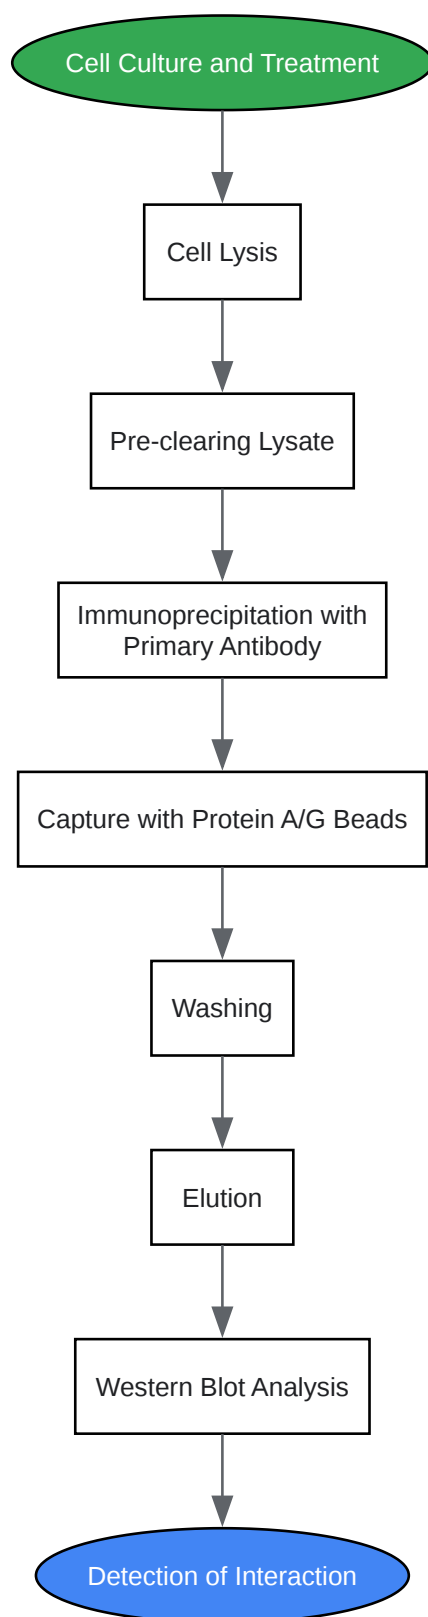 Cell Culture and Treatment
Cell Lysis
Pre-clearing Lysate
Immunoprecipitation with
Primary Antibody
Capture with Protein A/G Beads
Washing
Elution
Western Blot Analysis
Detection of Interaction